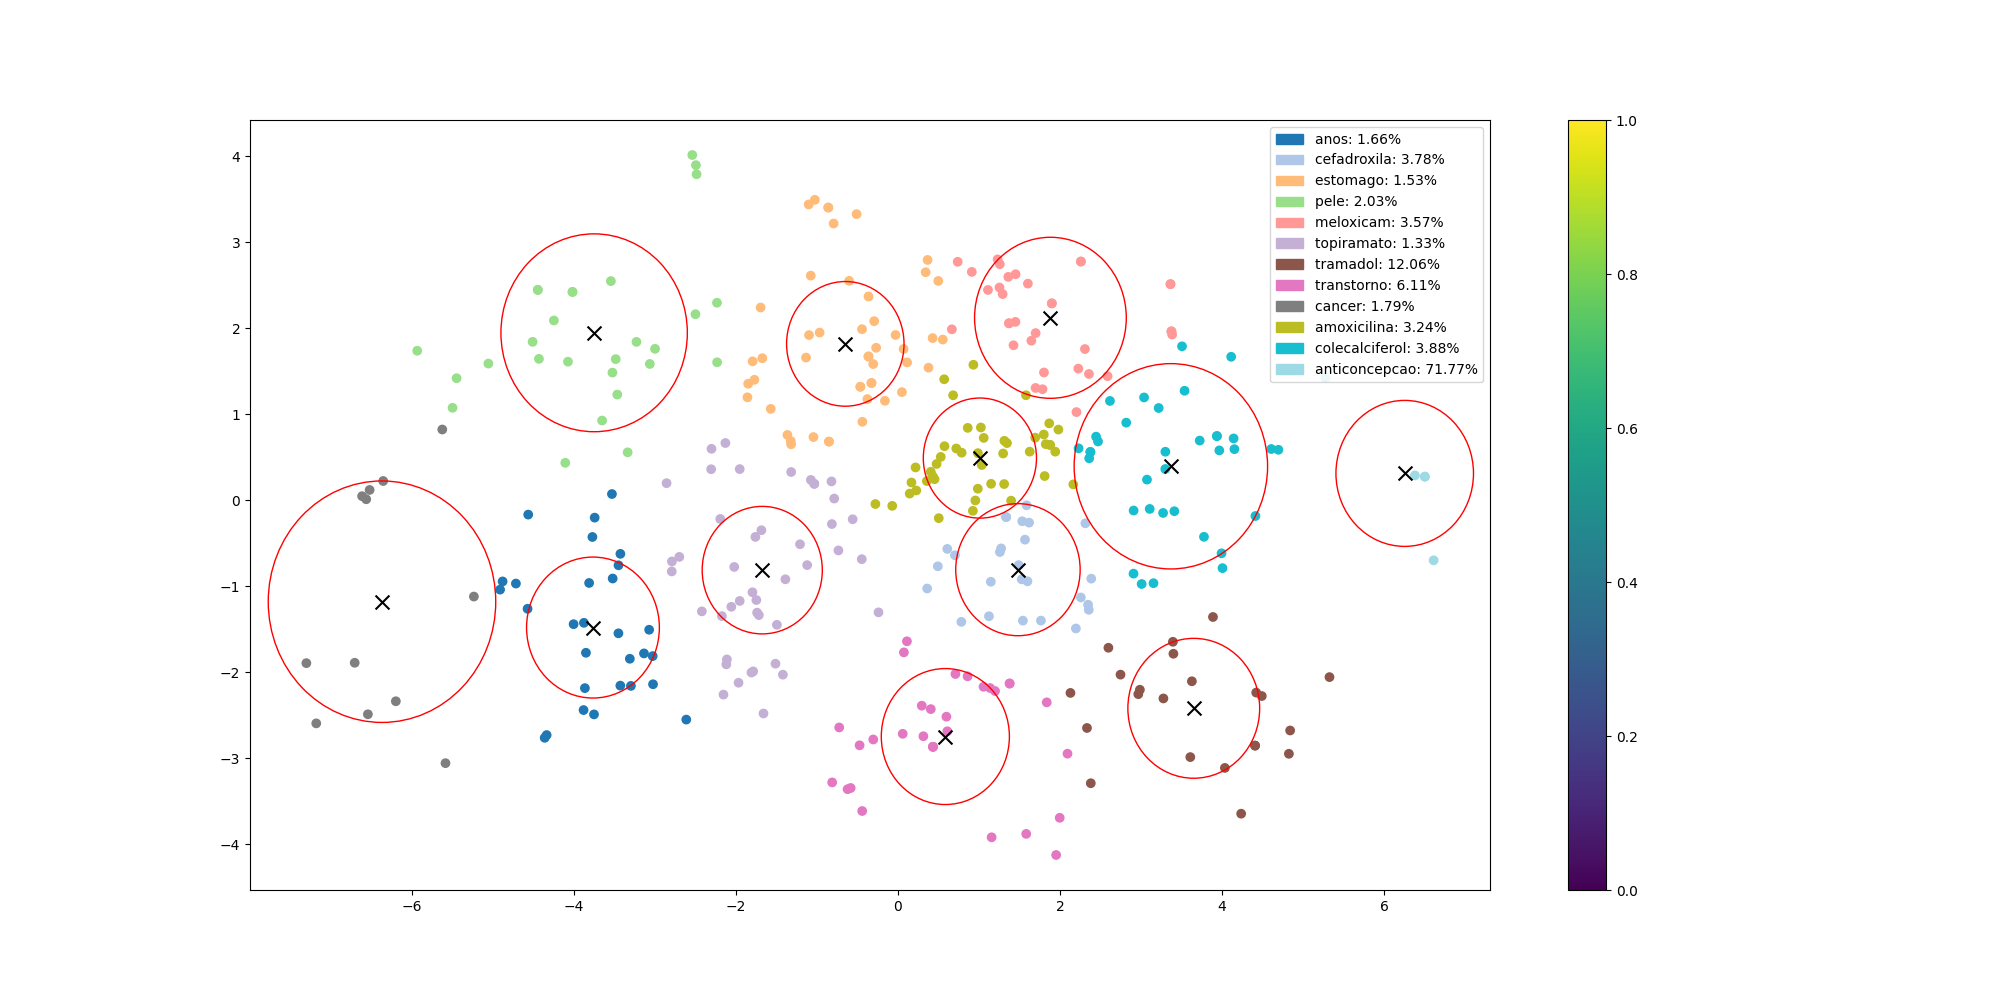 anos: 1.66%
cefadroxila: 3.78%
estomago: 1.53%
pele: 2.03%
meloxicam: 3.57%
topiramato: 1.33%
tramadol: 12.06%
transtorno: 6.11%
cancer: 1.79%
amoxicilina: 3.24%
colecalciferol: 3.88%
anticoncepcao: 71.77%
4
3
2
1
0
−1
−2
−3
−4
−6
−4
−2
0
2
4
6
1.0
0.8
0.6
0.4
0.2
0.0